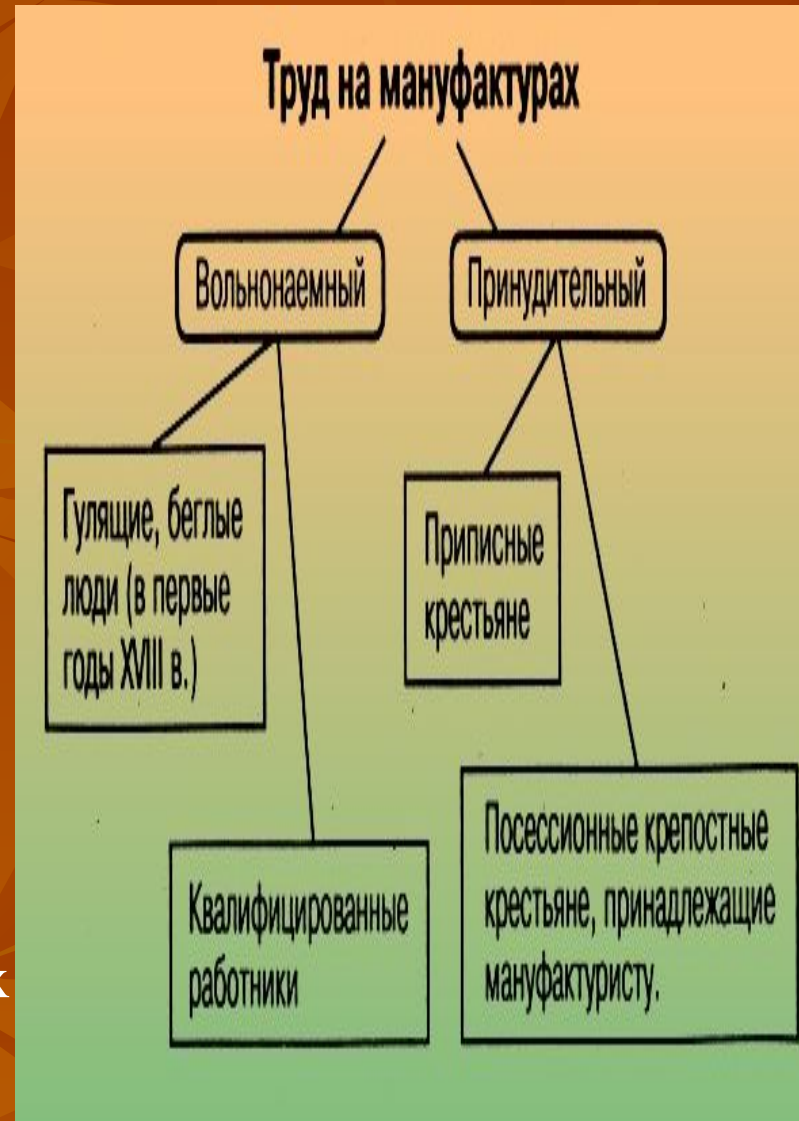 Труд на мануфактурах
Вольнонаемный
Принудительный
Гулящие, беглые
люди (в первые
годы XVIII в.)
Приписные
крестьяне
Квалифицированные
работники
Посессионные крепостные
крестьяне, принадлежащие
мануфактуристу.